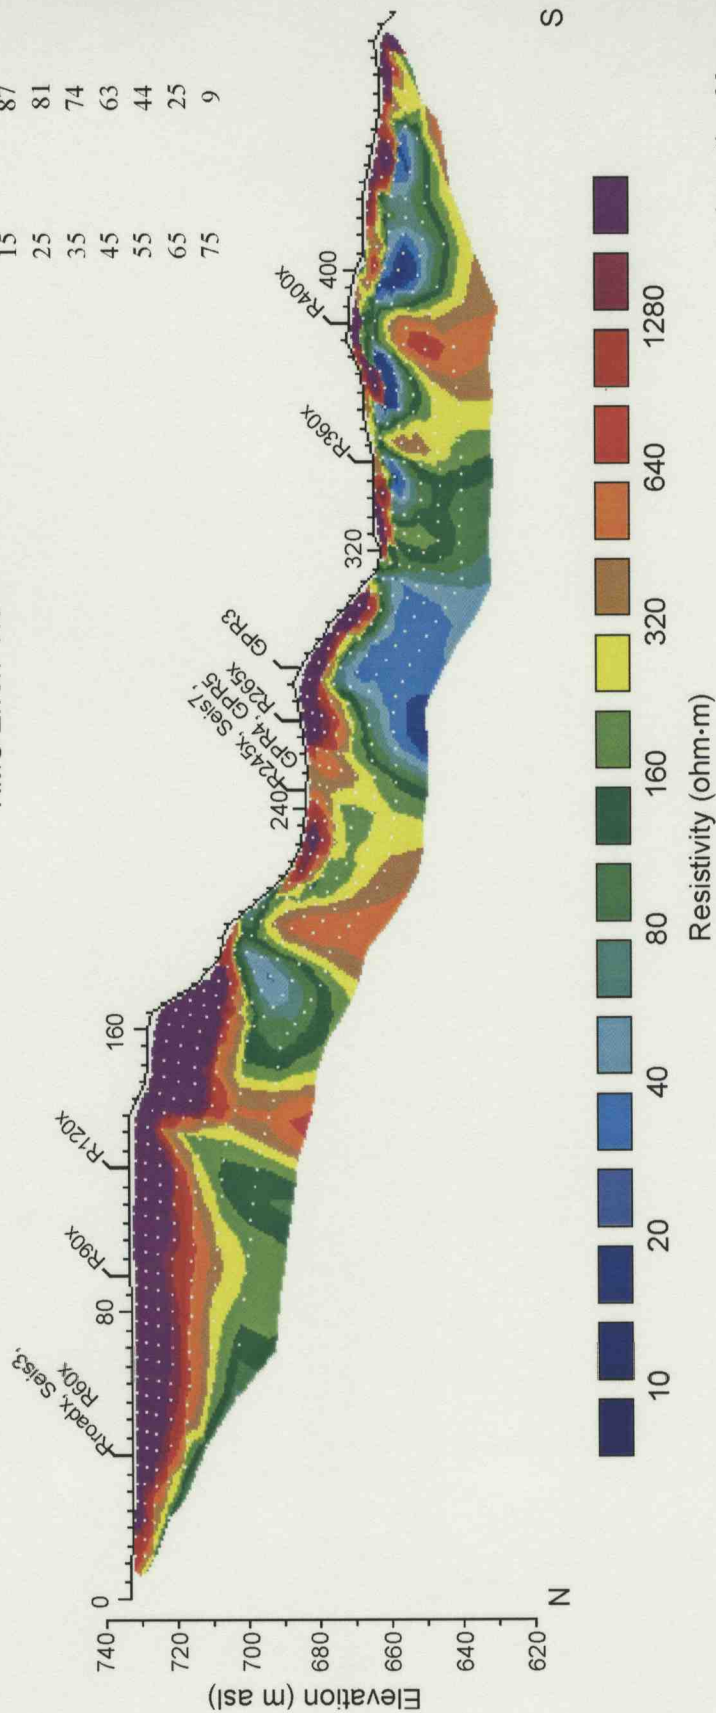 15 87
25 81
35 74
45 63
55 44
65 25
75 9
Rroadx, Seis3,
R60x
R90x
R120x
R245x, Seis7,
GPR4, GPR5
R265x
GPR3
R360x
R400x
0
80
160
240
320
400
740
720
700
680
660
640
620
Elevation (m asl)
N
S
10 20 40 80 160 320 640 1280
Resistivity (ohm·m)